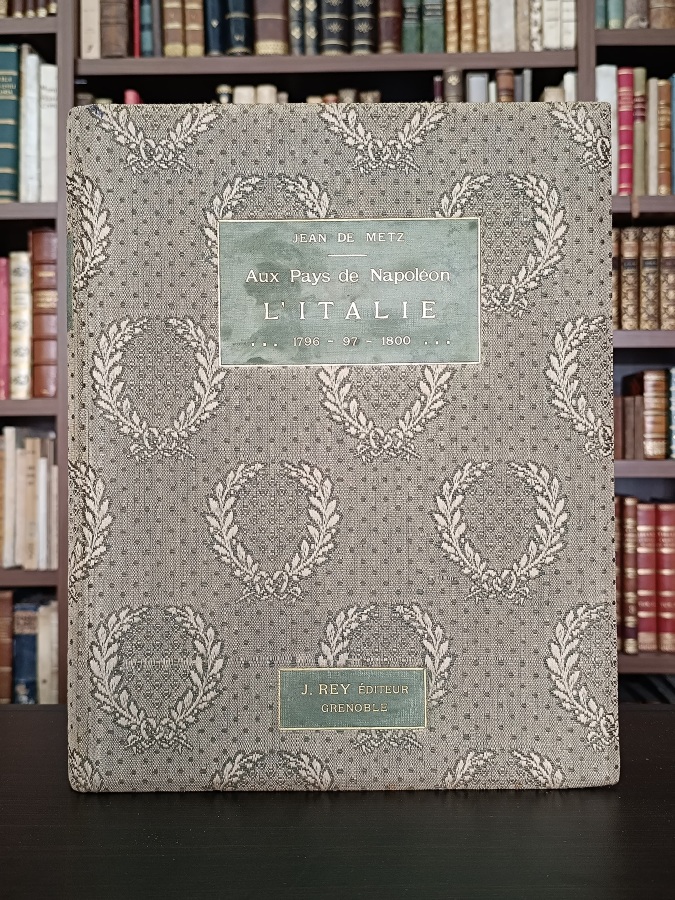 JEAN DE METZ
Aux Pays de Napoléon
L'ITALIE
... 1796 - 97 - 1800 ...
J. REY ÉDITEUR
GRENOBLE